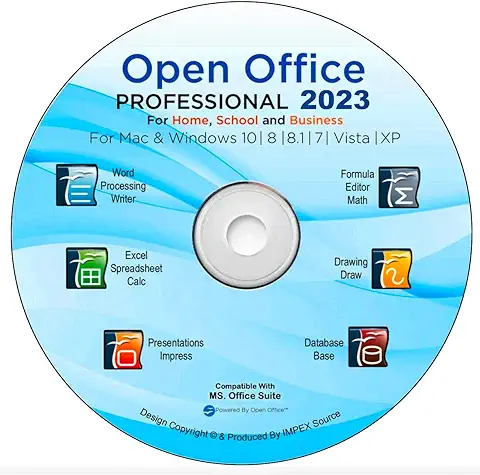 Open Office
PROFESSIONAL 2023
For Home, School and Business
For Mac & Windows 10| 8 |8.1| 7| Vista |XP
Word
Processing
Writer
Formula
Editor
Math
Excel
Spreadsheet
Calc
Drawing
Draw
Presentations
Impress
Database
Base
Compatible With
MS. Office Suite
Powered By Open Office™
Design Copyright © & Produced By IMPEX Source